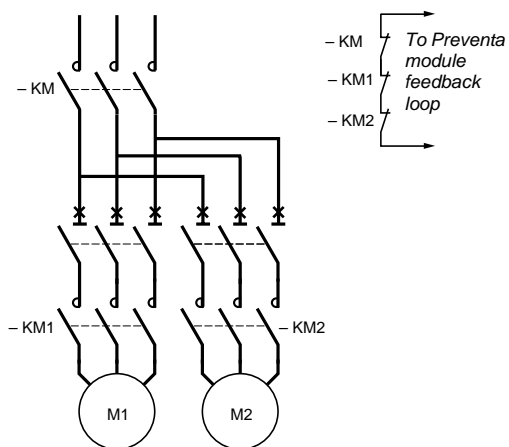 – KM
– KM
To Preventa
module
feedback
loop
– KM1
– KM2
– KM1
– KM2
M1
M2